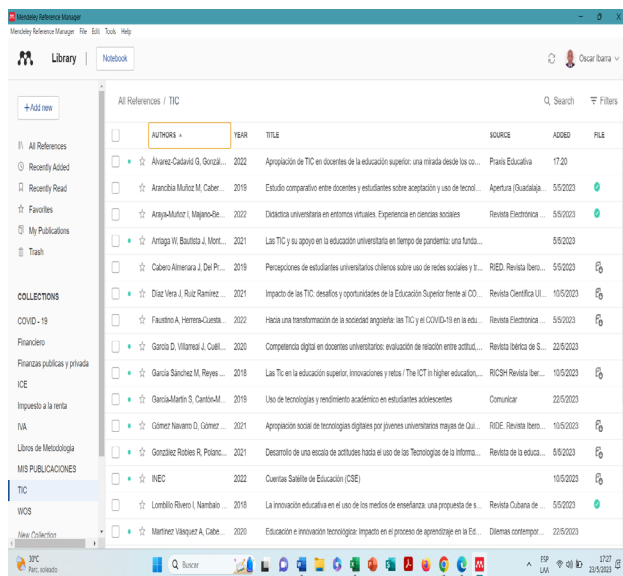 Mendeley Reference Manager
Mendeley Reference Manager File Edit Tools Help
Library Notebook Oscar Ibarra
+Add new All References / TIC Search Filters
AUTHORS YEAR TITLE SOURCE ADDED FILE
All References
Recently Added
Recently Read
Favorites
My Publications
Trash
COLLECTIONS
COVID - 19
Financiero
Finanzas publicas y privada
ICE
Impuesto a la renta
IVA
Libros de Metodología
MIS PUBLICACIONES
TIC
WOS
New Collection
Álvarez-Cadavid G, Gonzál... 2022 Apropiación de TIC en docentes de la educación superior: una mirada desde los co... Praxis Educativa 17:20
Arancibia Muñoz M, Caber... 2019 Estudio comparativo entre docentes y estudiantes sobre aceptación y uso de tecnol... Apertura (Guadalaja... 5/5/2023
Araya-Muñoz I, Majano-Be... 2022 Didáctica universitaria en entornos virtuales. Experiencia en ciencias sociales Revista Electrónica ... 5/5/2023
Arriaga W, Bautista J, Mont... 2021 Las TIC y su apoyo en la educación universitaria en tiempo de pandemia: una funda... 5/5/2023
Cabero Almenara J, Del Pr... 2019 Percepciones de estudiantes universitarios chilenos sobre uso de redes sociales y tr... RIED. Revista Ibero... 5/5/2023
Díaz Vera J, Ruiz Ramírez ... 2021 Impacto de las TIC: desafíos y oportunidades de la Educación Superior frente al CO... Revista Científica UI... 10/5/2023
Faustino A, Herrera-Cuesta... 2022 Hacia una transformación de la sociedad angoleña: las TIC y el COVID-19 en la edu... Revista Electrónica ... 5/5/2023
García D, Villarreal J, Cuéll... 2020 Competencia digital en docentes universitarios: evaluación de relación entre actitud,... Revista Ibérica de S... 22/5/2023
García Sánchez M, Reyes ... 2018 Las Tic en la educación superior, innovaciones y retos / The ICT in higher education,... RICSH Revista Iber... 10/5/2023
García-Martín S, Cantón-M... 2019 Uso de tecnologías y rendimiento académico en estudiantes adolescentes Comunicar 22/5/2023
Gómez Navarro D, Gómez ... 2021 Apropiación social de tecnologías digitales por jóvenes universitarios mayas de Qui... RIDE. Revista Ibero... 10/5/2023
González Robles R, Polanc... 2021 Desarrollo de una escala de actitudes hacia el uso de las Tecnologías de la Informa... Revista de la educa... 5/5/2023
INEC 2022 Cuentas Satélite de Educación (CSE) 10/5/2023
Lombillo Rivero I, Nambalo ... 2018 La innovación educativa en el uso de los medios de enseñanza: una propuesta de s... Revista Cubana de ... 5/5/2023
Martínez Vásquez A, Cabe... 2020 Educación e innovación tecnológica: Impacto en el proceso de aprendizaje en la Ed... Dilemas contempor... 22/5/2023
30°C
Parc. soleado
Buscar
ESP
LAA
17:27
23/5/2023